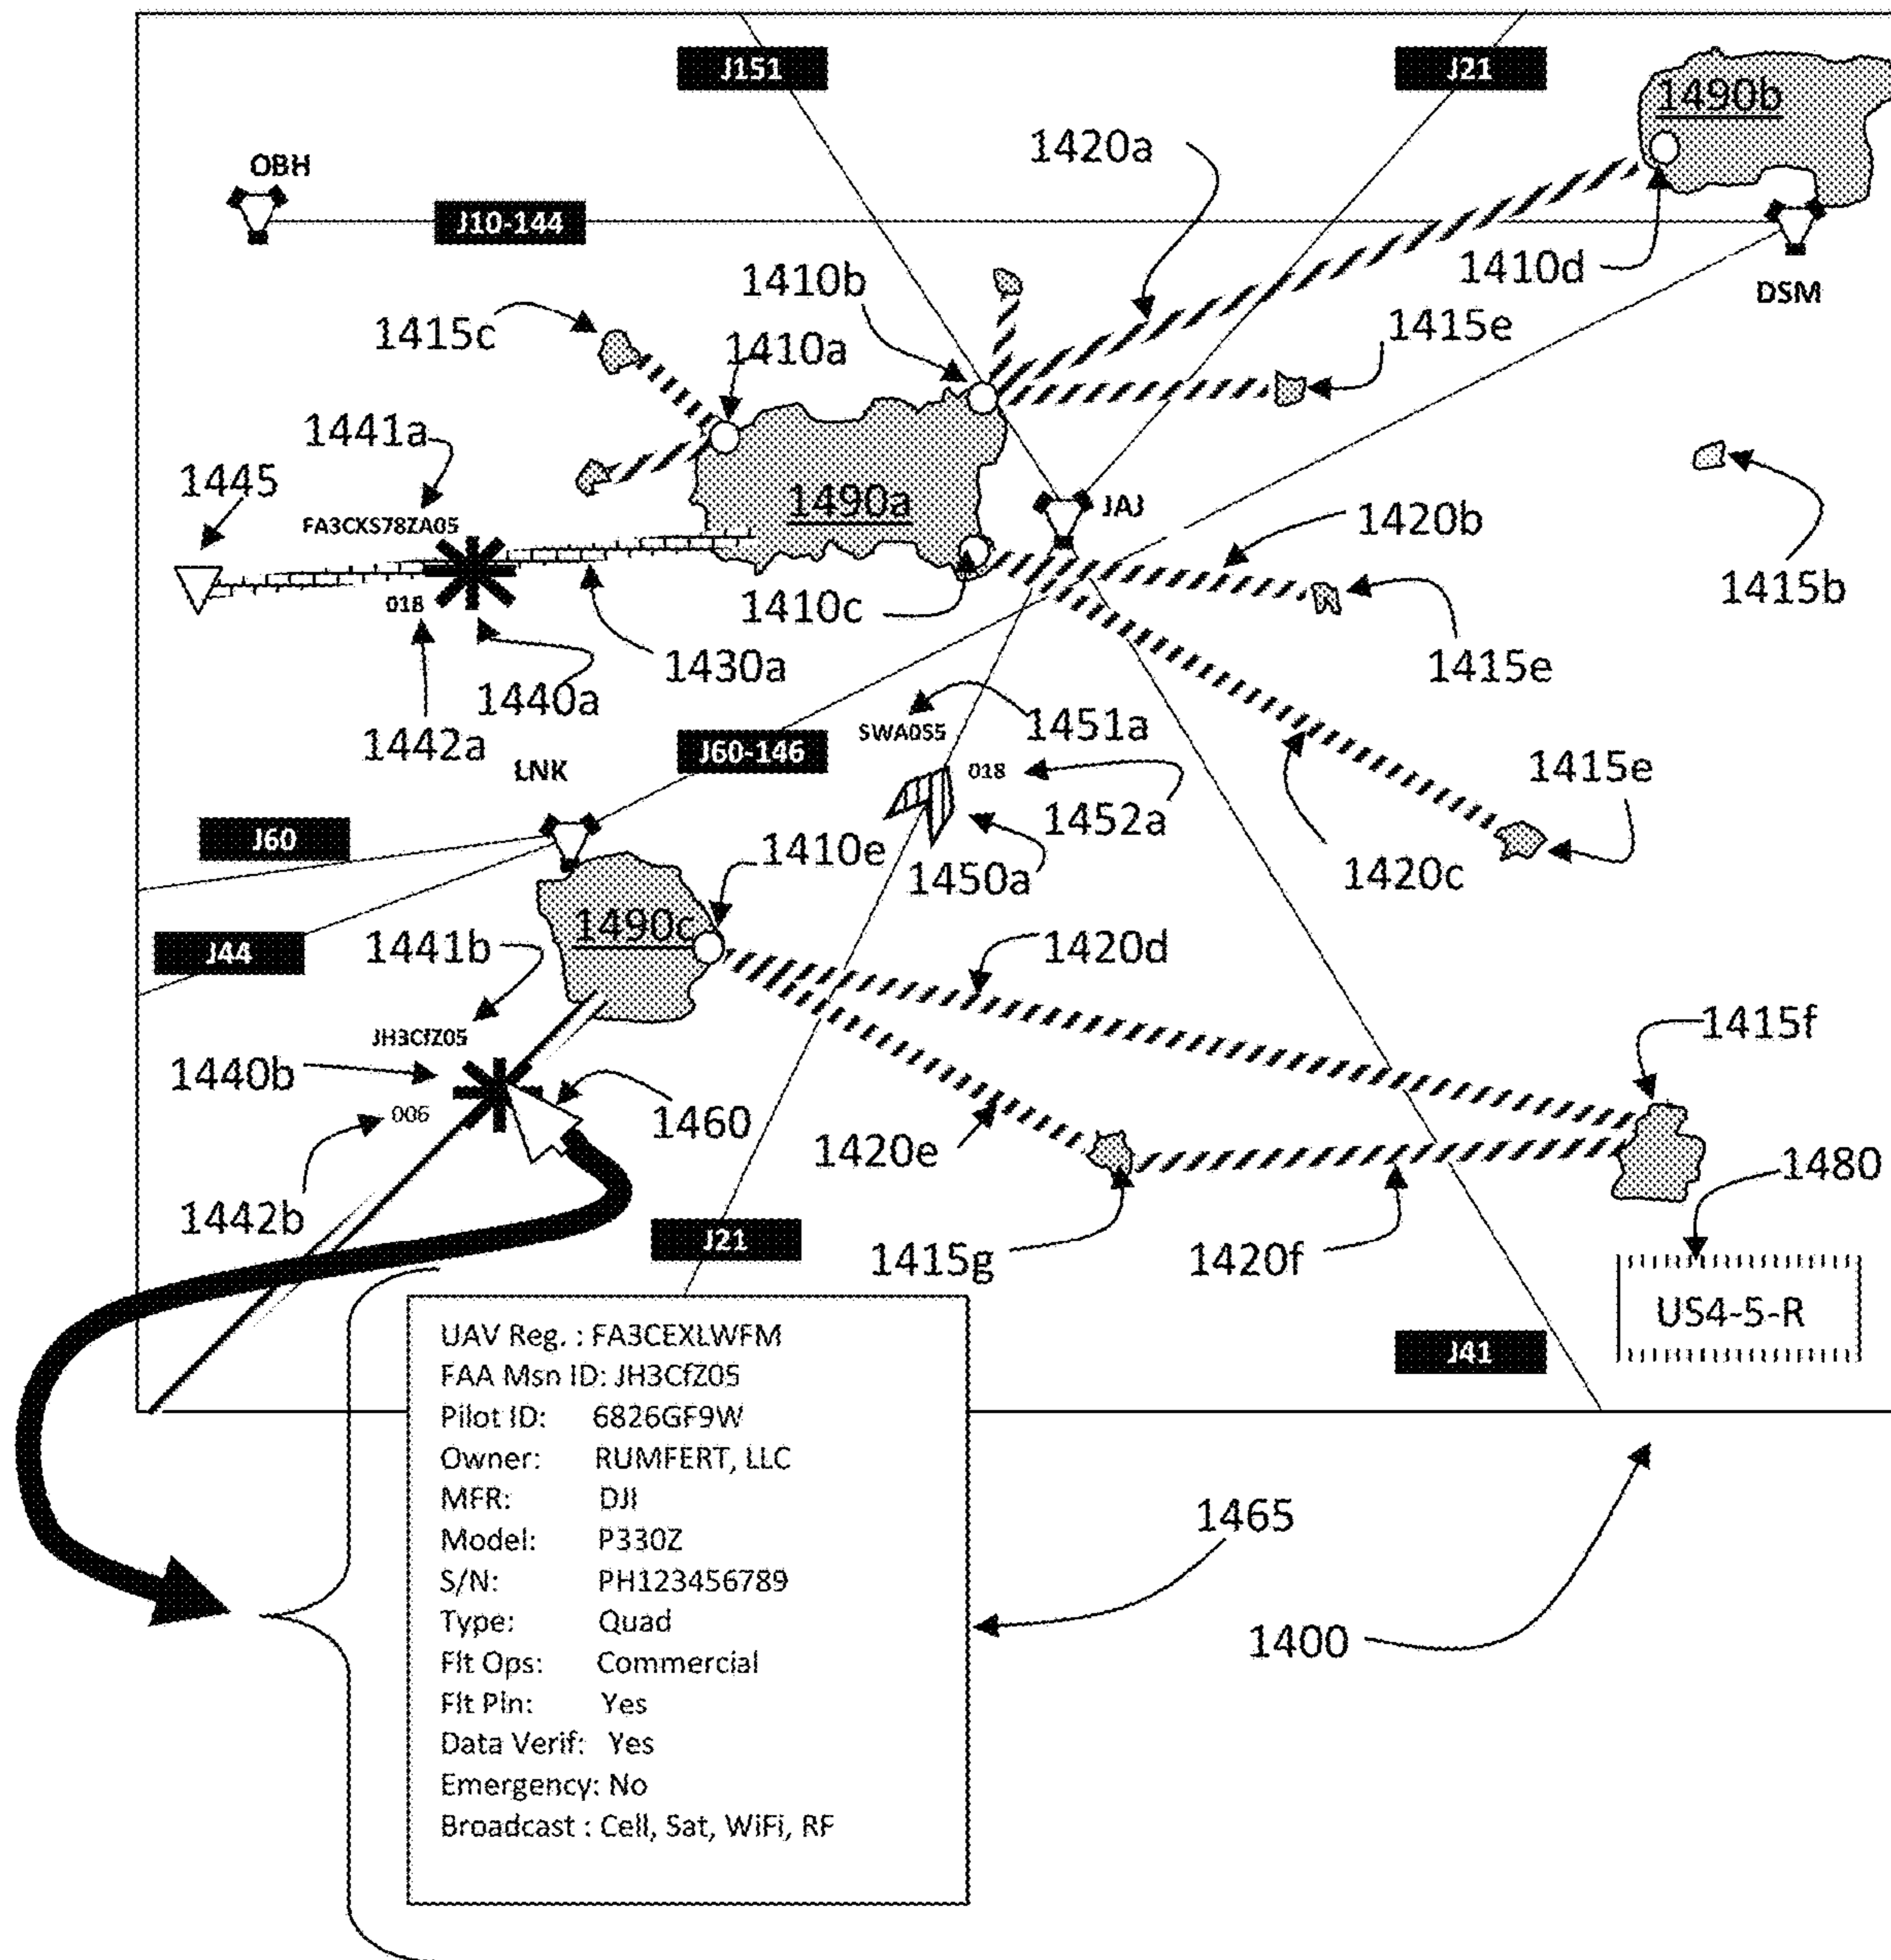 J151
J21
1490b
1420a
OBH
J10-144
1410d
DSM
1410b
1415c
1410a
1415e
1441a
1445
FA3CXS78ZA05
1490a
JAJ
1420b
1415b
018
1410c
1430a
1440a
1415e
1442a
SWA0S5
1451a
J60-146
LNK
018
1452a
1415e
J60
1410e
1450a
1420c
1490c
1441b
J44
1420d
1415f
JH3CfZ05
1440b
006
1460
1420e
1480
1442b
J21
1415g
1420f
US4-5-R
J41
UAV Reg. : FA3CEXLWFM
FAA Msn ID: JH3CfZ05
Pilot ID: 6826GF9W
Owner: RUMFERT, LLC
MFR: DJI
Model: P330Z
S/N: PH123456789
Type: Quad
Flt Ops: Commercial
Flt Pln: Yes
Data Verif: Yes
Emergency: No
Broadcast : Cell, Sat, WiFi, RF
1465
1400